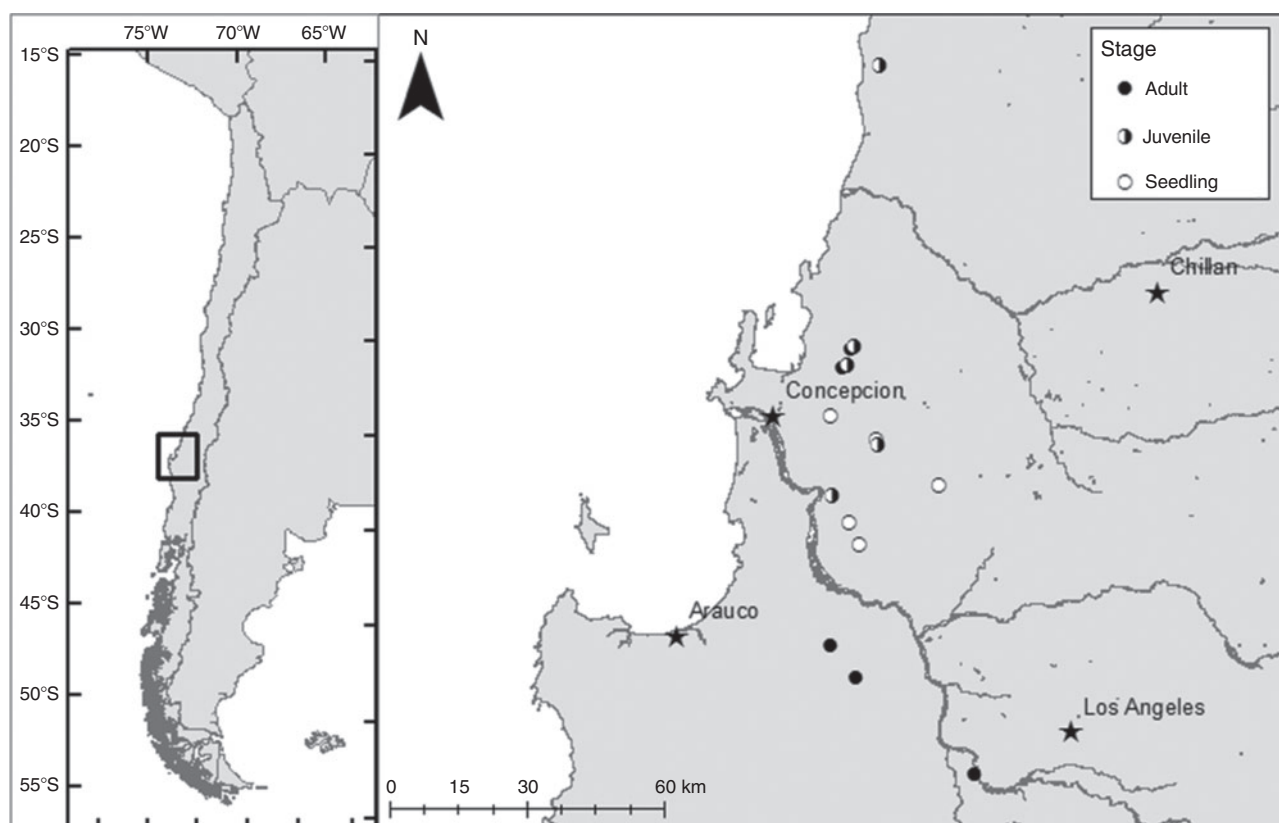 75°W 70°W 65°W
15°S
20°S
25°S
30°S
35°S
40°S
45°S
50°S
55°S
N
Stage
Adult
Juvenile
Seedling
Chillan
Concepcion
Arauco
Los Angeles
0 15 30 60 km